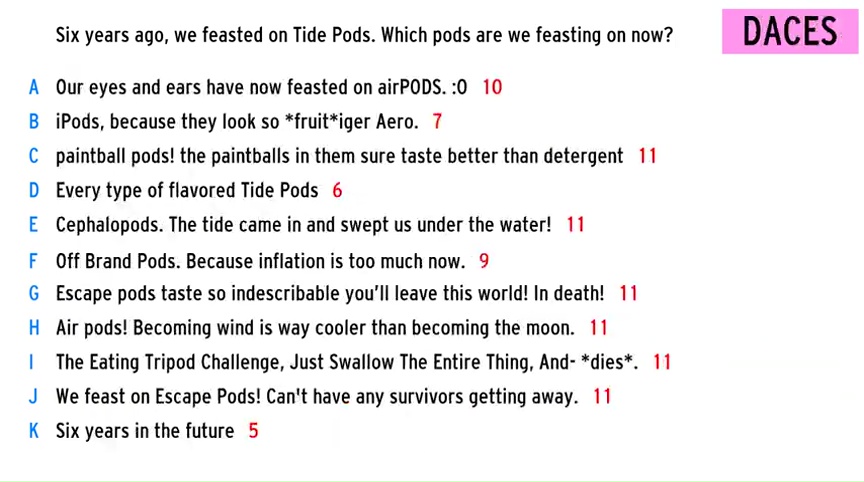 Six years ago, we feasted on Tide Pods. Which pods are we feasting on now?
DACES
A Our eyes and ears have now feasted on airPODS. :O 10
B iPods, because they look so *fruit*iger Aero. 7
C paintball pods! the paintballs in them sure taste better than detergent 11
D Every type of flavored Tide Pods 6
E Cephalopods. The tide came in and swept us under the water! 11
F Off Brand Pods. Because inflation is too much now. 9
G Escape pods taste so indescribable you'll leave this world! In death! 11
H Air pods! Becoming wind is way cooler than becoming the moon. 11
I The Eating Tripod Challenge, Just Swallow The Entire Thing, And- *dies*. 11
J We feast on Escape Pods! Can't have any survivors getting away. 11
K Six years in the future 5